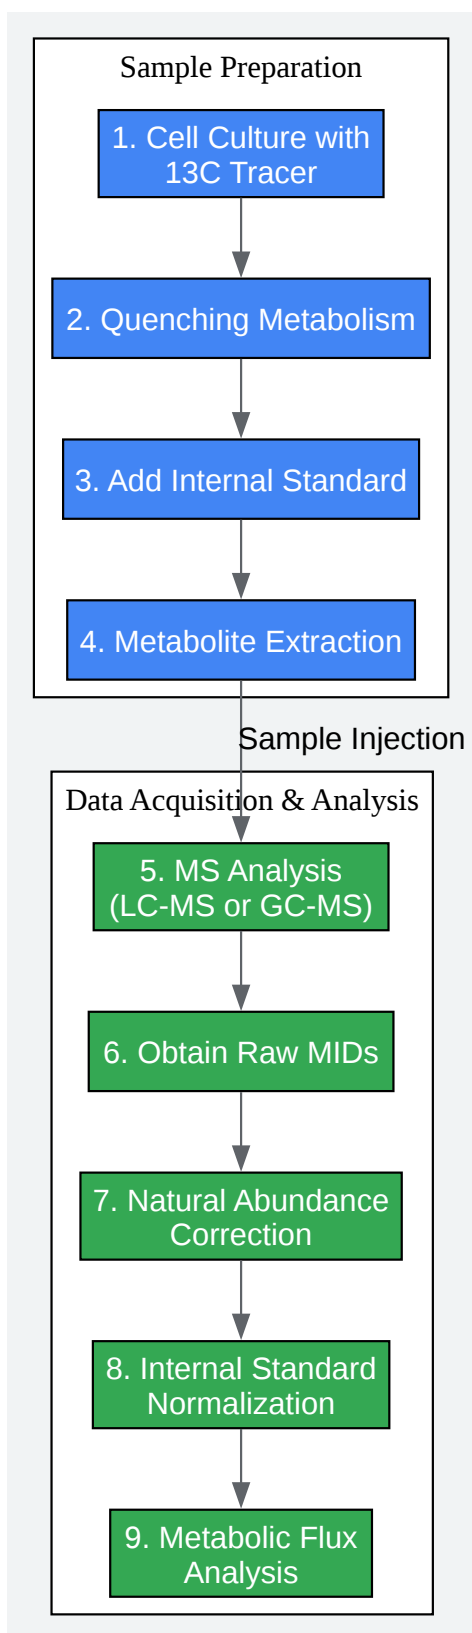 Sample Preparation
1. Cell Culture with
13C Tracer
2. Quenching Metabolism
3. Add Internal Standard
4. Metabolite Extraction
Sample Injection
Data Acquisition & Analysis
5. MS Analysis
(LC-MS or GC-MS)
6. Obtain Raw MIDs
7. Natural Abundance
Correction
8. Internal Standard
Normalization
9. Metabolic Flux
Analysis